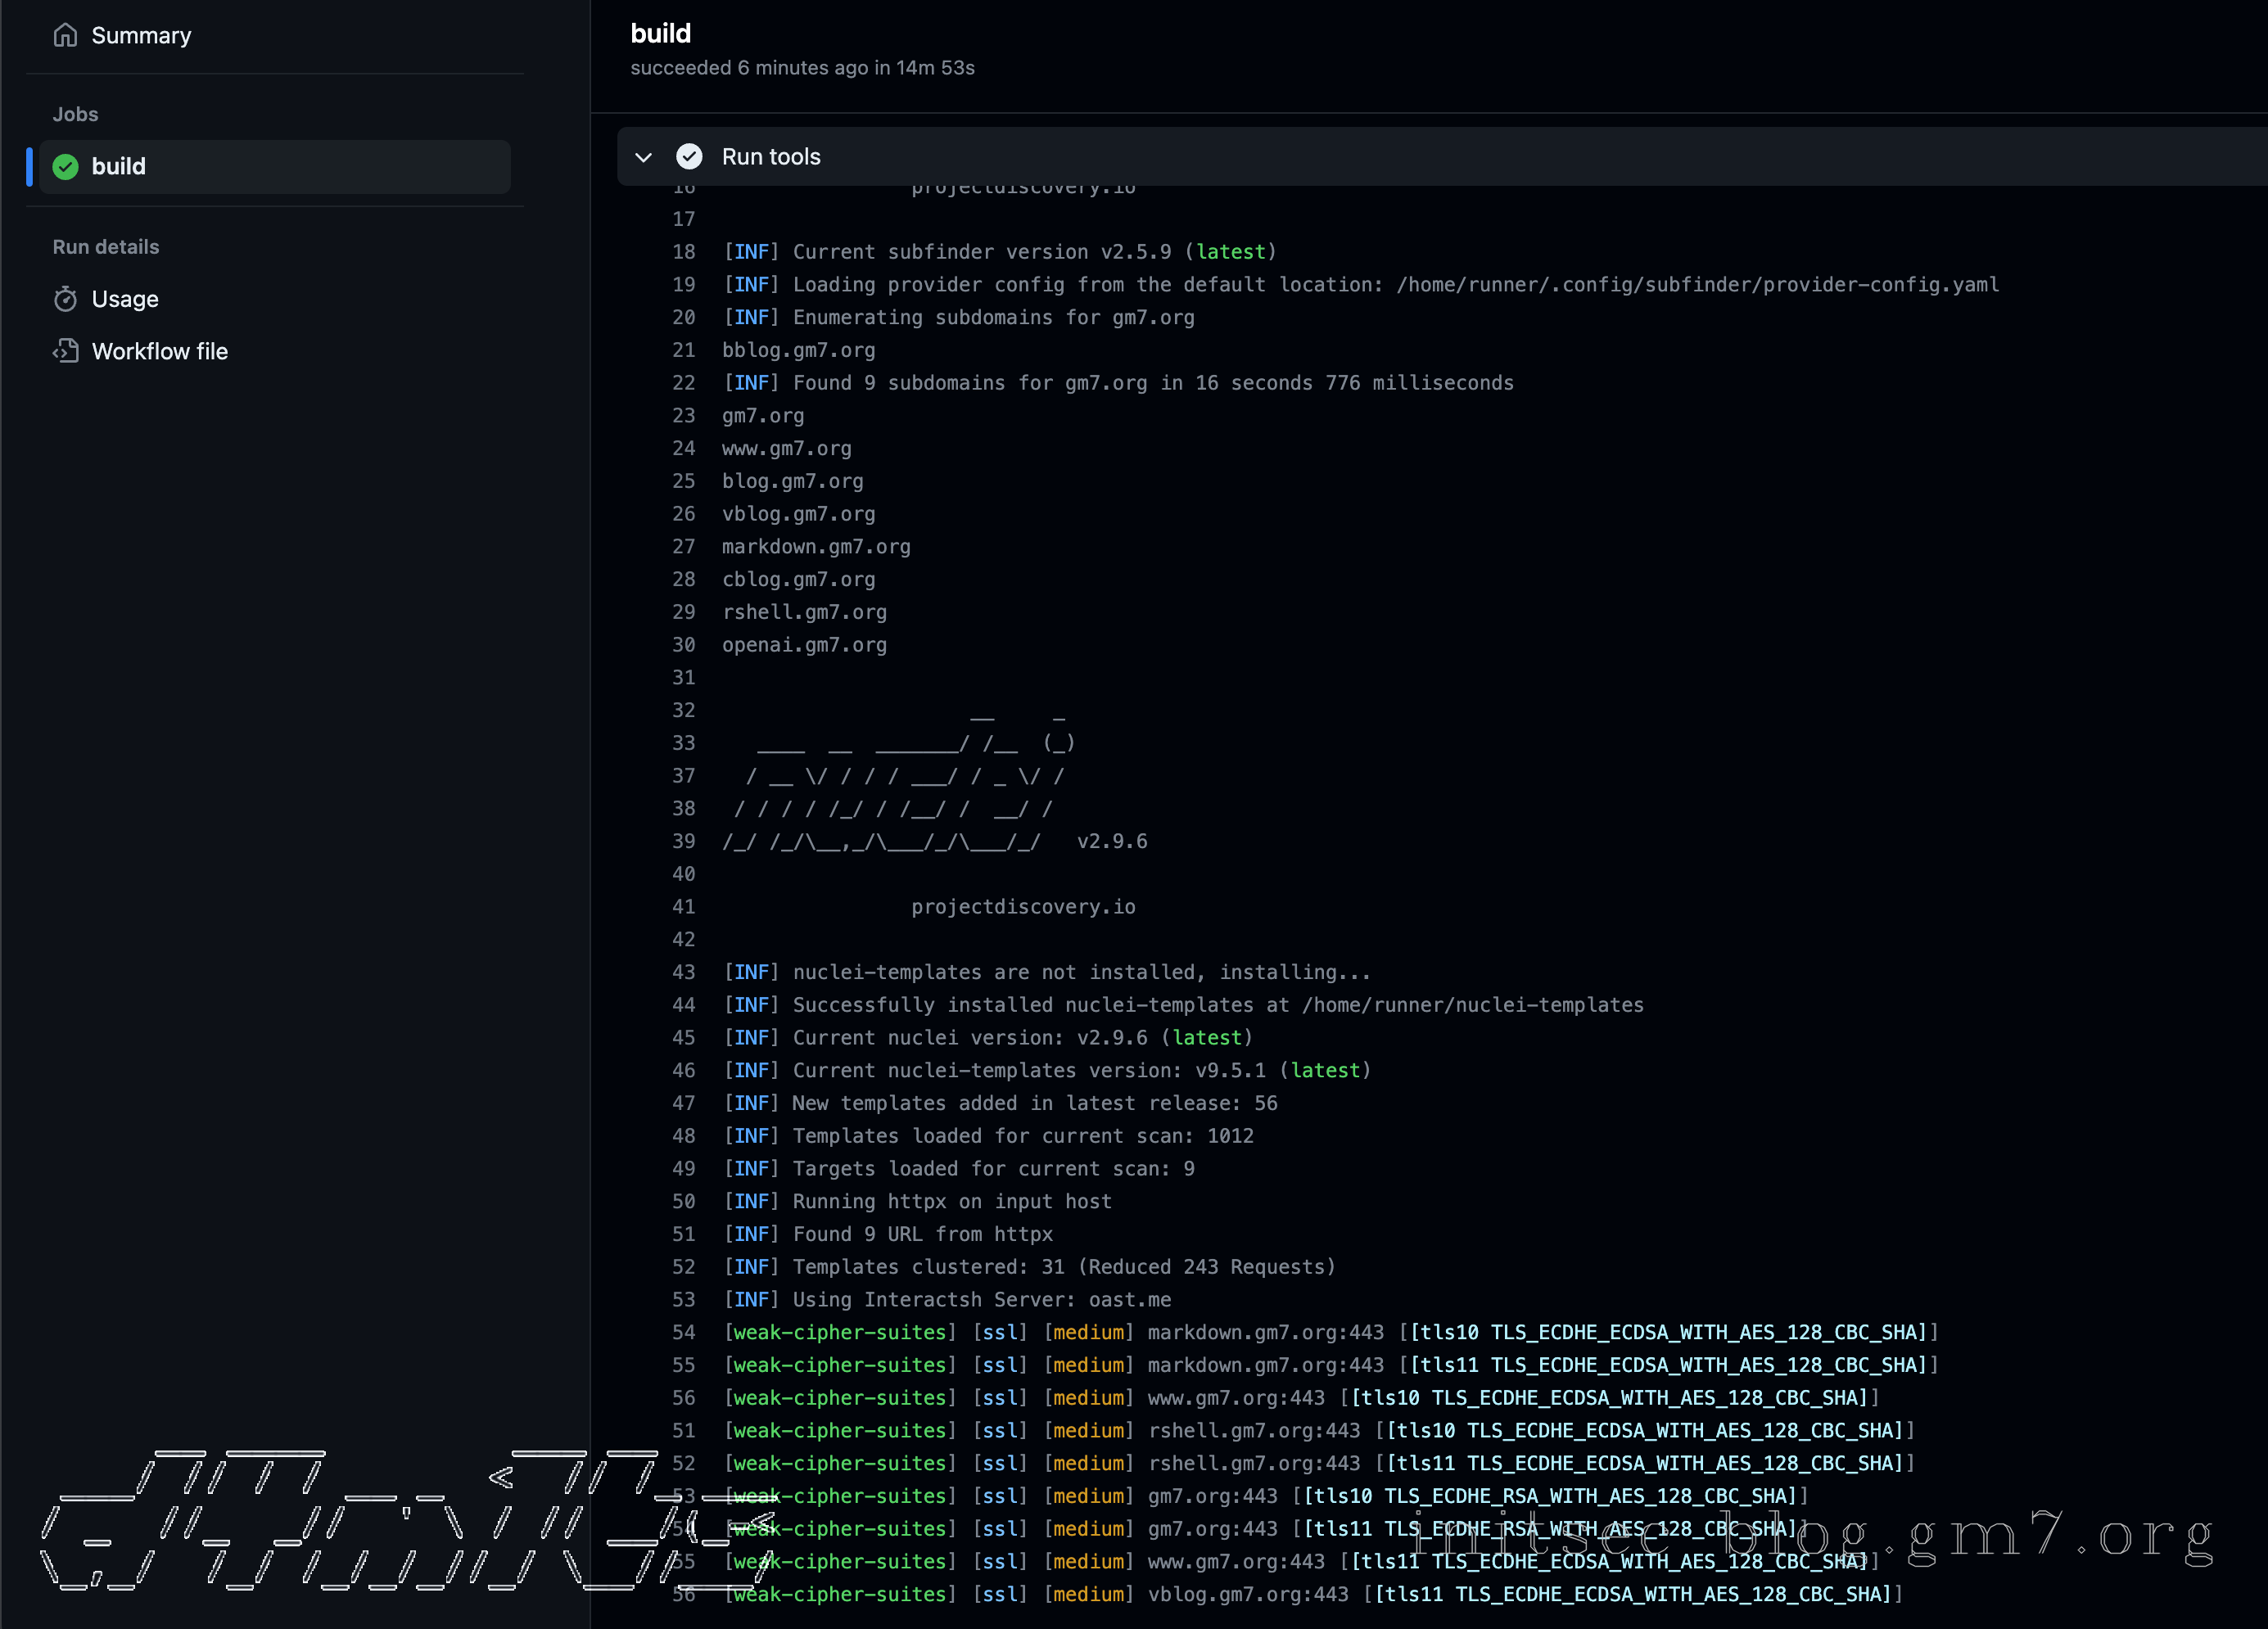 Summary
Jobs
build
Run details
Usage
Workflow file
build
succeeded 6 minutes ago in 14m 53s
Run tools
16 projectdiscovery.io
17
18 [INF] Current subfinder version v2.5.9 (latest)
19 [INF] Loading provider config from the default location: /home/runner/.config/subfinder/provider-config.yaml
20 [INF] Enumerating subdomains for gm7.org
21 bblog.gm7.org
22 [INF] Found 9 subdomains for gm7.org in 16 seconds 776 milliseconds
23 gm7.org
24 www.gm7.org
25 blog.gm7.org
26 vblog.gm7.org
27 markdown.gm7.org
28 cblog.gm7.org
29 rshell.gm7.org
30 openai.gm7.org
31
32                        __     _
33    ____  __  _______/ /__  (_)
37   / __ \/ / / / ___/ / _ \/ /
38  / / / / /_/ / /__/ /  __/ /
39 /_/ /_/\__,_/\___/_/\___/_/   v2.9.6
40
41 projectdiscovery.io
42
43 [INF] nuclei-templates are not installed, installing...
44 [INF] Successfully installed nuclei-templates at /home/runner/nuclei-templates
45 [INF] Current nuclei version: v2.9.6 (latest)
46 [INF] Current nuclei-templates version: v9.5.1 (latest)
47 [INF] New templates added in latest release: 56
48 [INF] Templates loaded for current scan: 1012
49 [INF] Targets loaded for current scan: 9
50 [INF] Running httpx on input host
51 [INF] Found 9 URL from httpx
52 [INF] Templates clustered: 31 (Reduced 243 Requests)
53 [INF] Using Interactsh Server: oast.me
54 [weak-cipher-suites] [ssl] [medium] markdown.gm7.org:443 [[tls10 TLS_ECDHE_ECDSA_WITH_AES_128_CBC_SHA]]
55 [weak-cipher-suites] [ssl] [medium] markdown.gm7.org:443 [[tls11 TLS_ECDHE_ECDSA_WITH_AES_128_CBC_SHA]]
56 [weak-cipher-suites] [ssl] [medium] www.gm7.org:443 [[tls10 TLS_ECDHE_ECDSA_WITH_AES_128_CBC_SHA]]
51 [weak-cipher-suites] [ssl] [medium] rshell.gm7.org:443 [[tls10 TLS_ECDHE_ECDSA_WITH_AES_128_CBC_SHA]]
52 [weak-cipher-suites] [ssl] [medium] rshell.gm7.org:443 [[tls11 TLS_ECDHE_ECDSA_WITH_AES_128_CBC_SHA]]
53 [weak-cipher-suites] [ssl] [medium] gm7.org:443 [[tls10 TLS_ECDHE_RSA_WITH_AES_128_CBC_SHA]]
54 [weak-cipher-suites] [ssl] [medium] gm7.org:443 [[tls11 TLS_ECDHE_RSA_WITH_AES_128_CBC_SHA]]
55 [weak-cipher-suites] [ssl] [medium] www.gm7.org:443 [[tls11 TLS_ECDHE_ECDSA_WITH_AES_128_CBC_SHA]]
56 [weak-cipher-suites] [ssl] [medium] vblog.gm7.org:443 [[tls11 TLS_ECDHE_ECDSA_WITH_AES_128_CBC_SHA]]
initsec blog.gm7.org